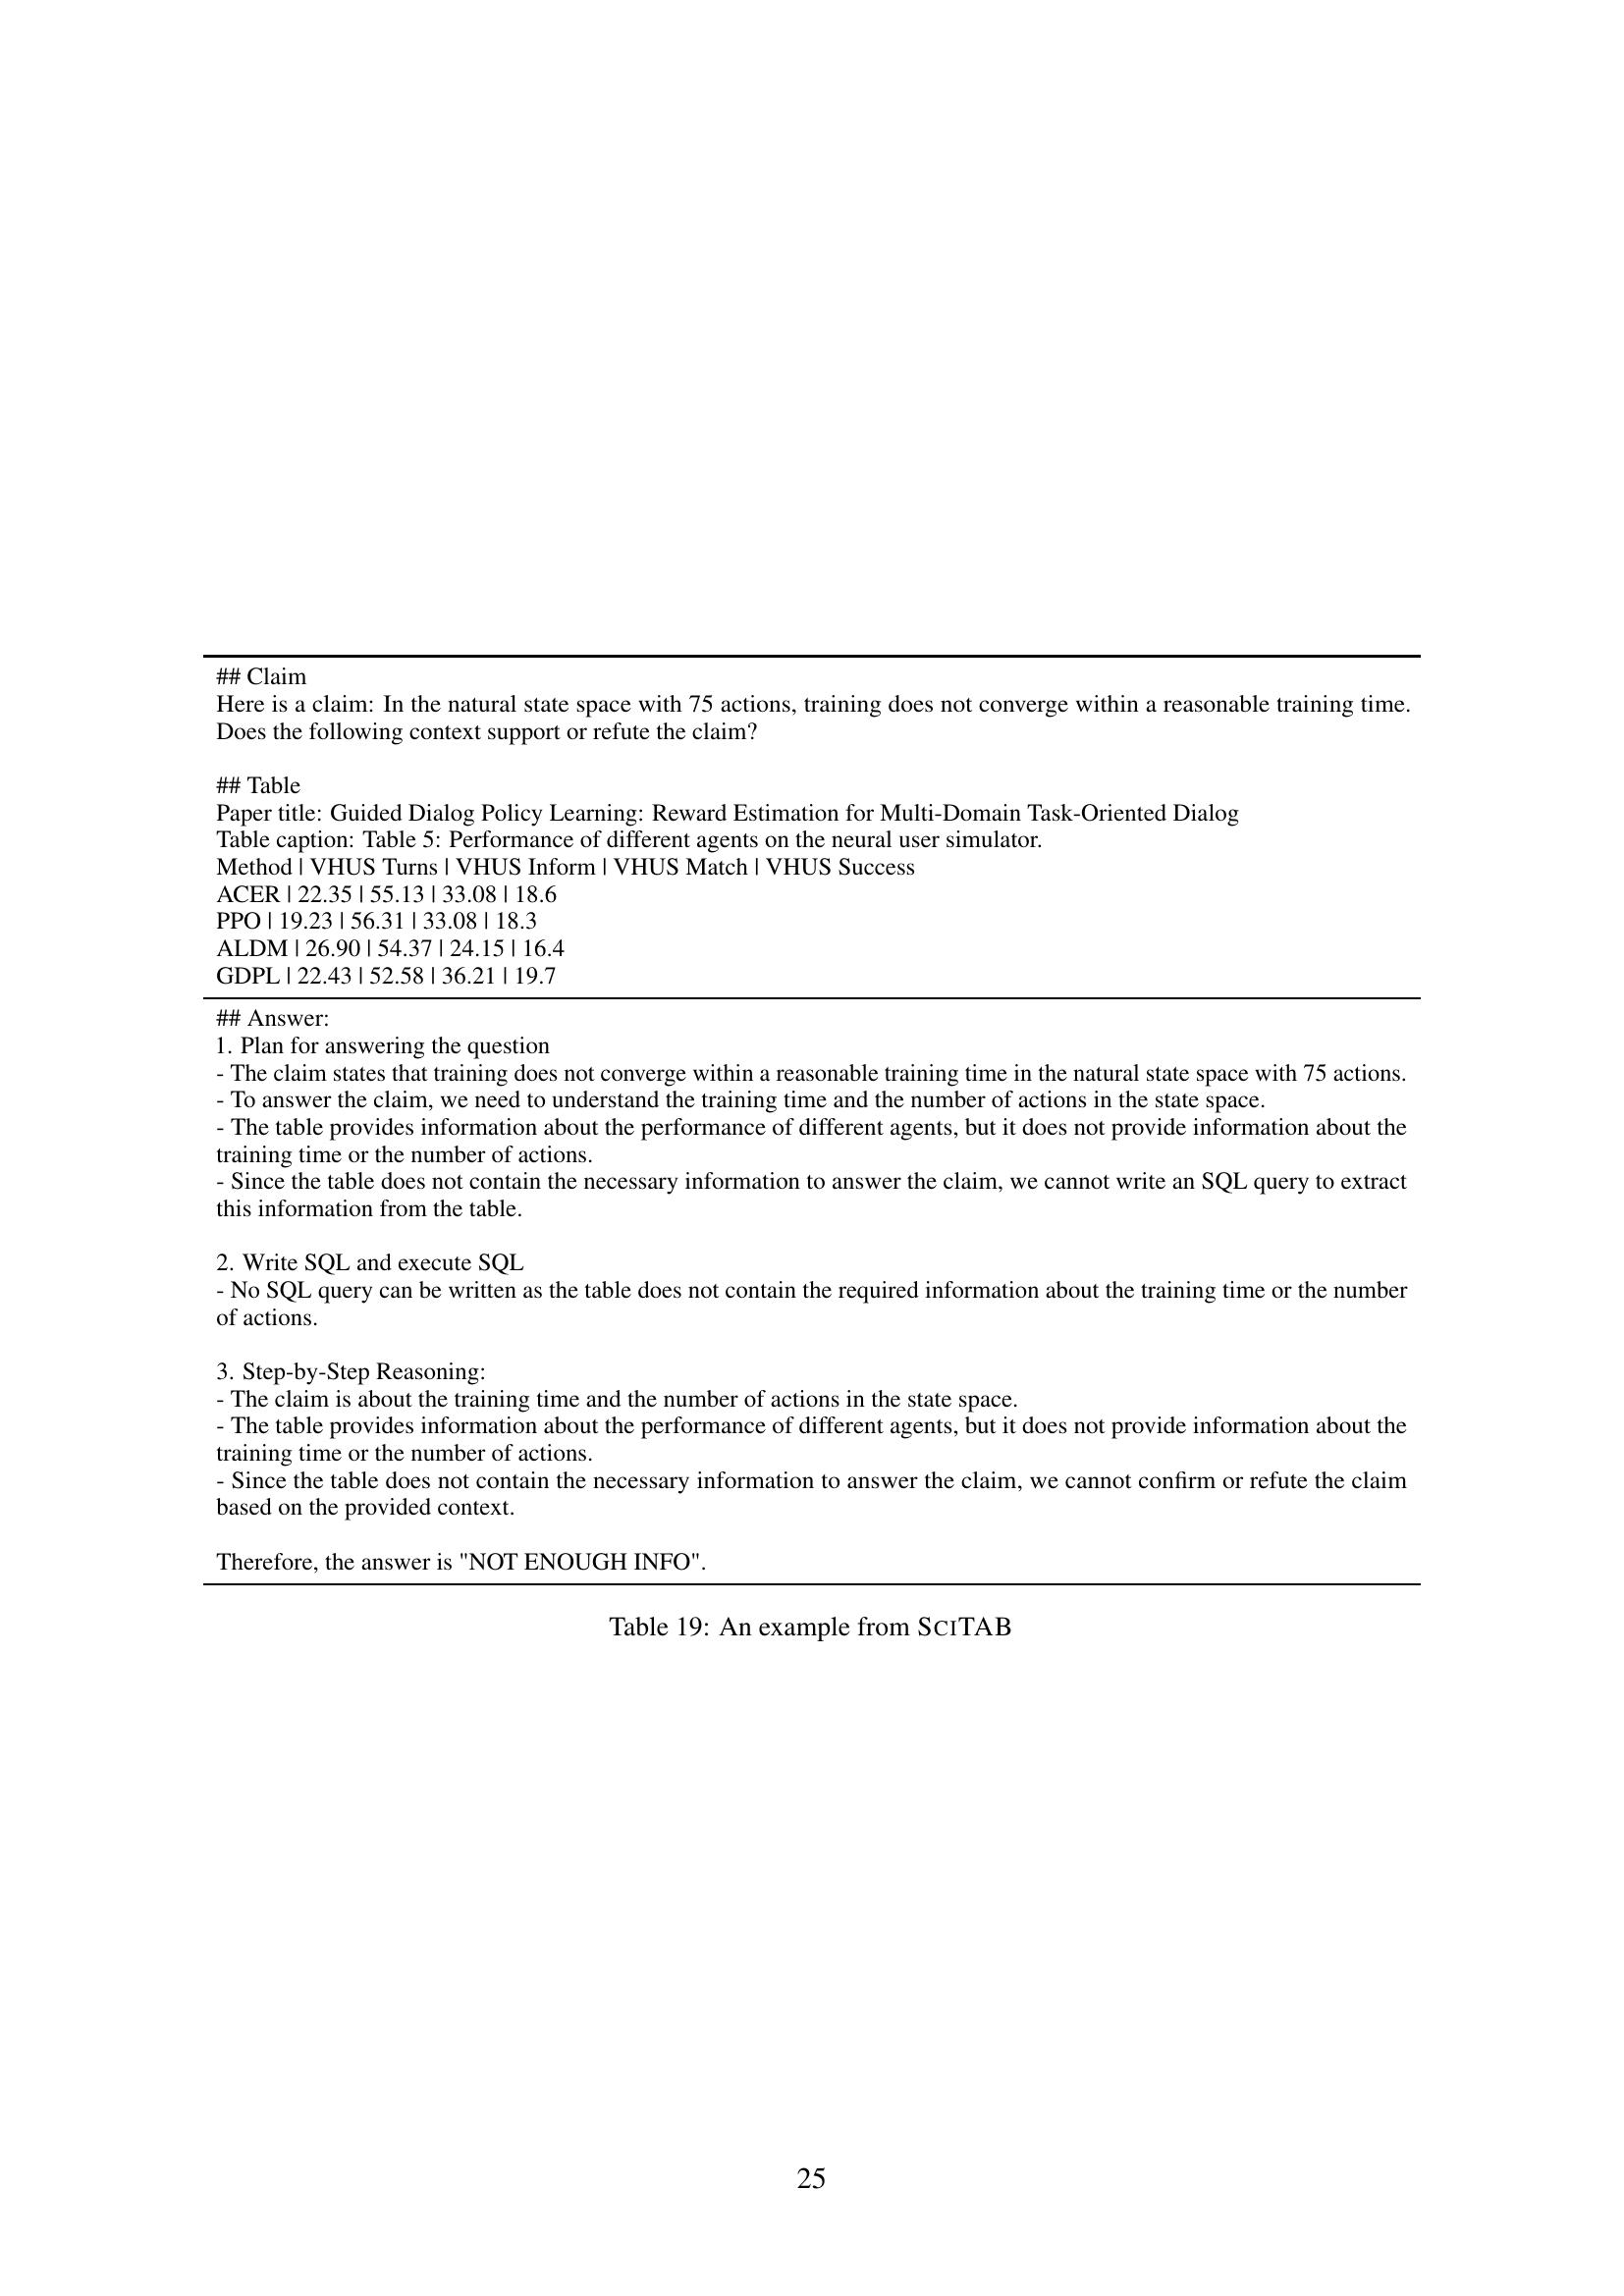 ## Claim
Here is a claim: In the natural state space with 75 actions, training does not converge within a reasonable training time.
Does the following context support or refute the claim?
## Table
Paper title: Guided Dialog Policy Learning: Reward Estimation for Multi-Domain Task-Oriented Dialog
Table caption: Table 5: Performance of different agents on the neural user simulator.
Method | VHUS Turns | VHUS Inform | VHUS Match | VHUS Success
ACER | 22.35 | 55.13 | 33.08 | 18.6
PPO | 19.23 | 56.31 | 33.08 | 18.3
ALDM | 26.90 | 54.37 | 24.15 | 16.4
GDPL | 22.43 | 52.58 | 36.21 | 19.7
## Answer:
1. Plan for answering the question
- The claim states that training does not converge within a reasonable training time in the natural state space with 75 actions.
- To answer the claim, we need to understand the training time and the number of actions in the state space.
- The table provides information about the performance of different agents, but it does not provide information about the
training time or the number of actions.
- Since the table does not contain the necessary information to answer the claim, we cannot write an SQL query to extract
this information from the table.
2. Write SQL and execute SQL
- No SQL query can be written as the table does not contain the required information about the training time or the number
of actions.
3. Step-by-Step Reasoning:
- The claim is about the training time and the number of actions in the state space.
- The table provides information about the performance of different agents, but it does not provide information about the
training time or the number of actions.
- Since the table does not contain the necessary information to answer the claim, we cannot confirm or refute the claim
based on the provided context.
Therefore, the answer is "NOT ENOUGH INFO".
Table 19: An example from SCITAB
25